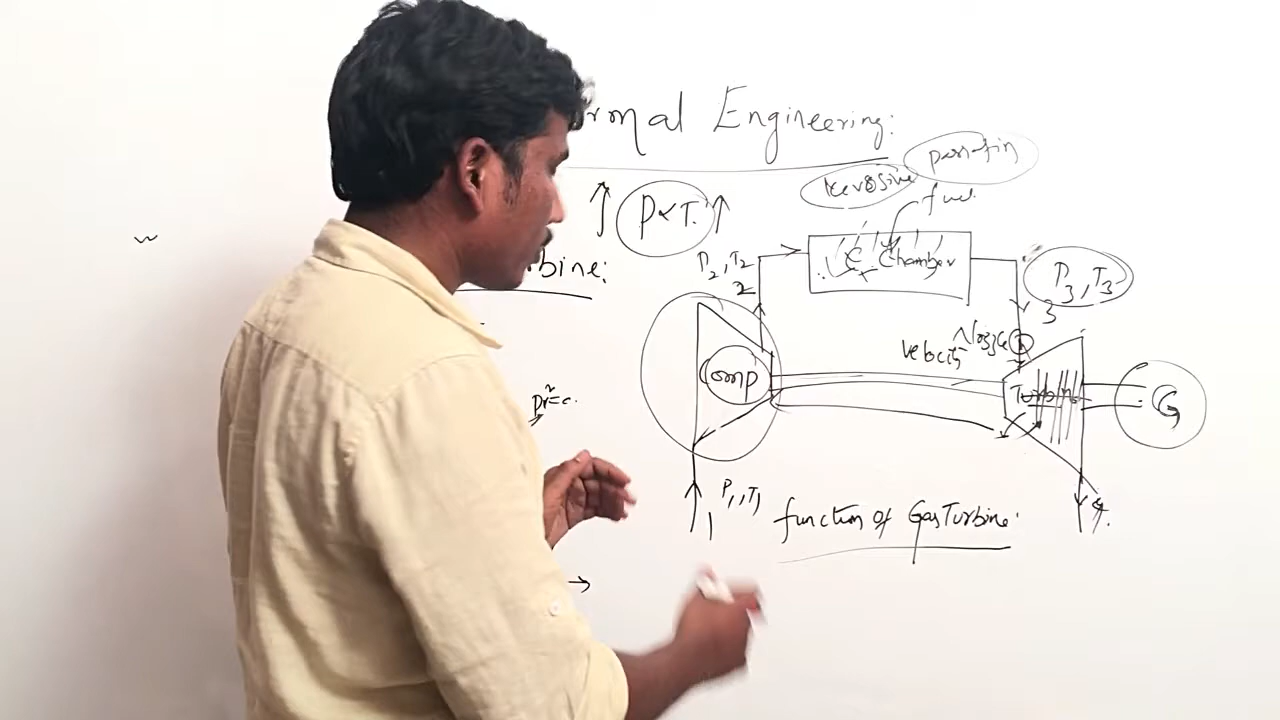 rmal Engineering:
kerosine parafin
P∝T.
fuel
bine:
P2, T2
2
C. Chamber
P3, T3
3
Nozzle
velocity
Comp
Turbine
G
P1, T1
1
function of Gas Turbine:
4.